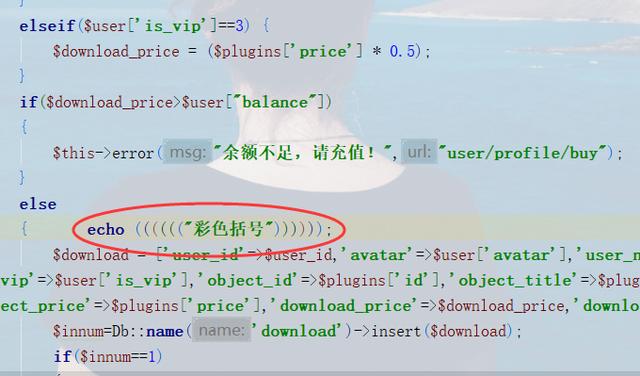 }
elseif($user['is_vip']==3) {
$download_price = ($plugins['price'] * 0.5);
}
if($download_price>$user["balance"])
{
$this->error( msg: "余额不足，请充值！", url: "user/profile/buy");
}
else
{ echo (((((("彩色括号"))))));
$download = ['user_id'=>$user_id,'avatar'=>$user['avatar'],'user_n
vip'=>$user['is_vip'],'object_id'=>$plugins['id'],'object_title'=>$plug
ect_price'=>$plugins['price'],'download_price'=>$download_price,'downlo
$innum=Db::name( name: 'download')->insert($download);
if($innum==1)